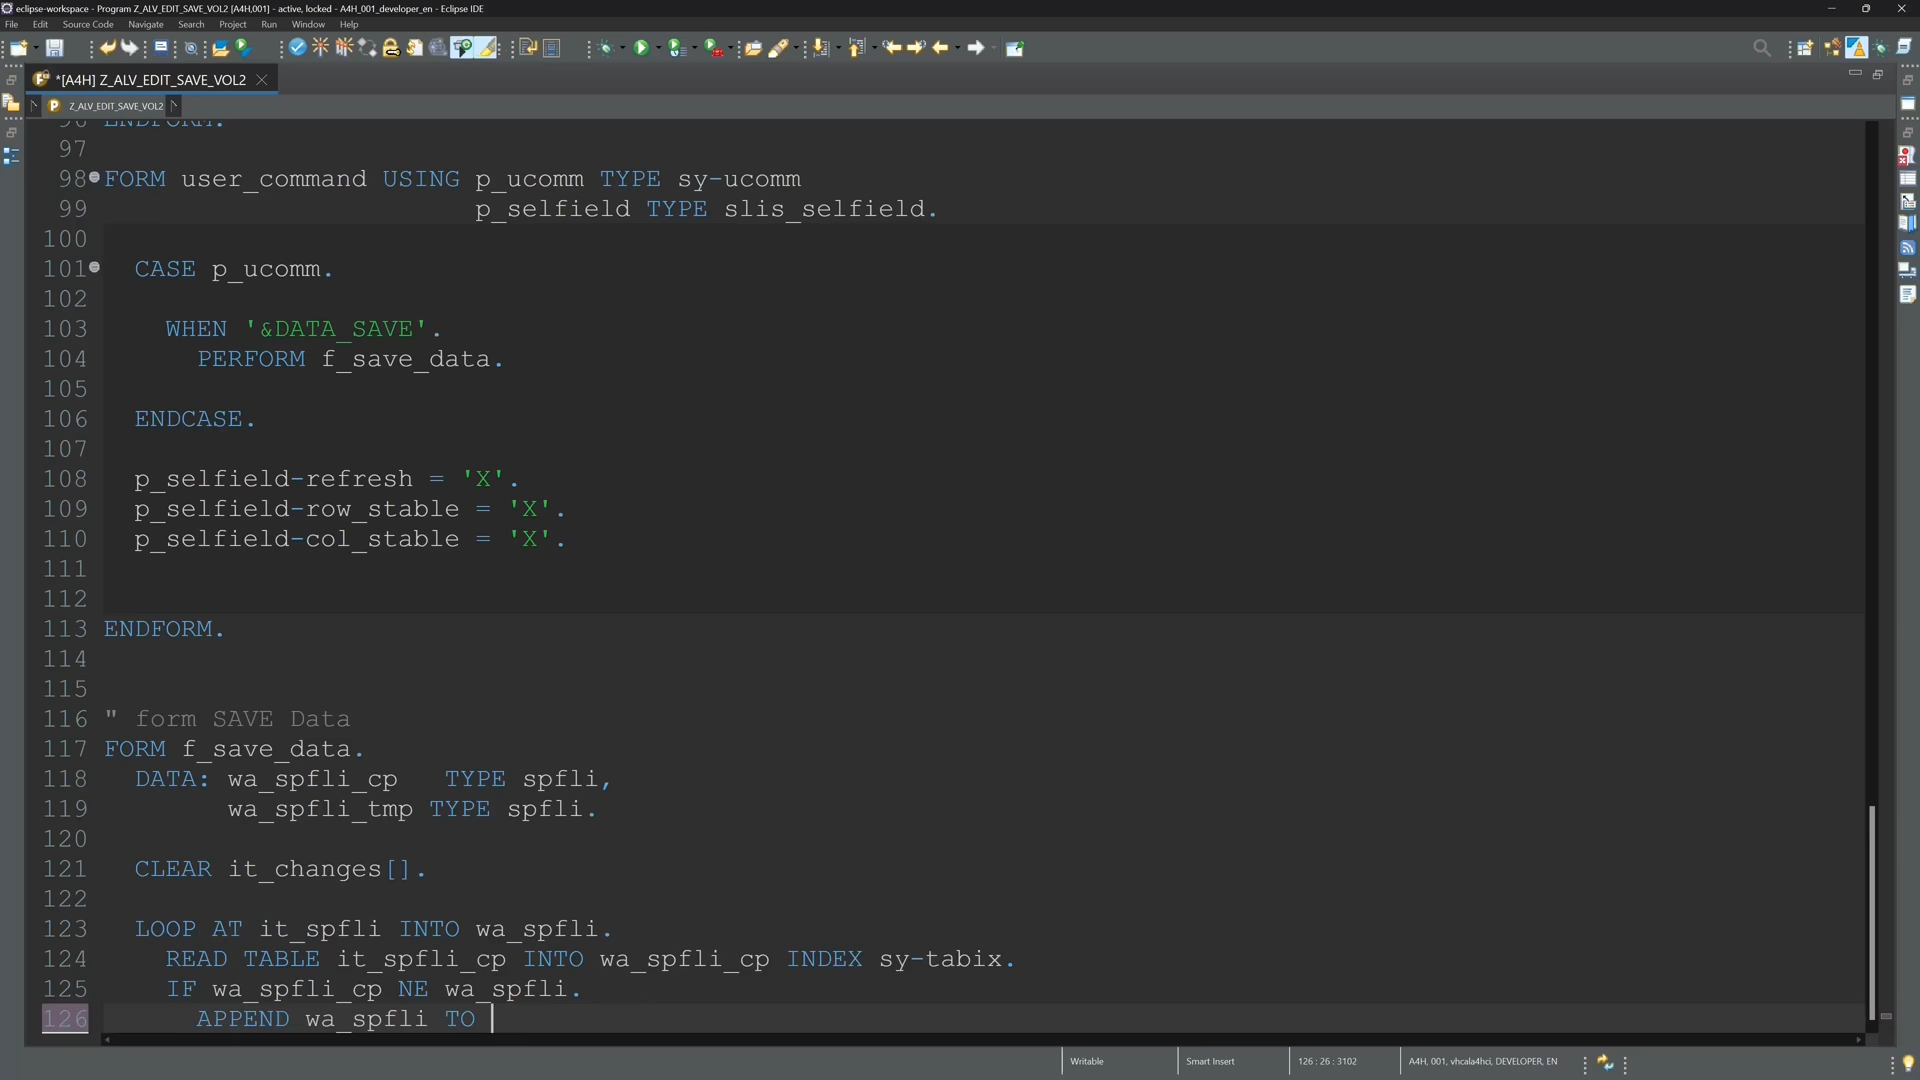 eclipse-workspace - Program Z_ALV_EDIT_SAVE_VOL2 [A4H,001] - active, locked - A4H_001_developer_en - Eclipse IDE
File Edit Source Code Navigate Search Project Run Window Help
*[A4H] Z_ALV_EDIT_SAVE_VOL2
Z_ALV_EDIT_SAVE_VOL2
96 ENDFORM.
97
98 FORM user_command USING p_ucomm TYPE sy-ucomm
99 p_selfield TYPE slis_selfield.
100
101 CASE p_ucomm.
102
103 WHEN '&DATA_SAVE'.
104 PERFORM f_save_data.
105
106 ENDCASE.
107
108 p_selfield-refresh = 'X'.
109 p_selfield-row_stable = 'X'.
110 p_selfield-col_stable = 'X'.
111
112
113 ENDFORM.
114
115
116 " form SAVE Data
117 FORM f_save_data.
118 DATA: wa_spfli_cp TYPE spfli,
119 wa_spfli_tmp TYPE spfli.
120
121 CLEAR it_changes[].
122
123 LOOP AT it_spfli INTO wa_spfli.
124 READ TABLE it_spfli_cp INTO wa_spfli_cp INDEX sy-tabix.
125 IF wa_spfli_cp NE wa_spfli.
126 APPEND wa_spfli TO
Writable Smart Insert 126 : 26 : 3102 A4H, 001, vhcala4hci, DEVELOPER, EN